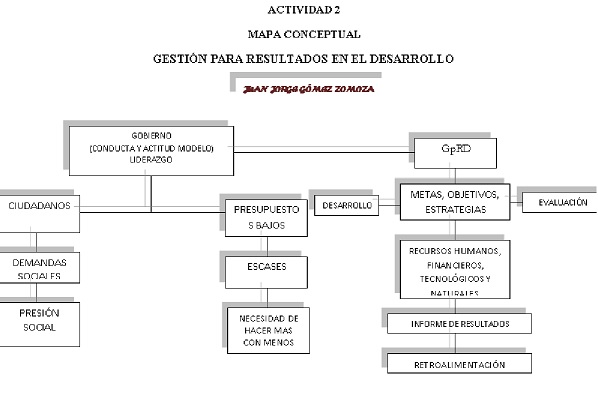 ACTIVIDAD 2
MAPA CONCEPTUAL
GESTIÓN PARA RESULTADOS EN EL DESARROLLO
JUAN JORGE GÓMEZ ZOMOZA
GOBIERNO
(CONDUCTA Y ACTITUD MODELO)
LIDERAZGO
GpRD
CIUDADANOS
PRESUPUESTO
S BAJOS
DESARROLLO
METAS, OBJETIVOS,
ESTRATEGIAS
EVALUACIÓN
DEMANDAS
SOCIALES
ESCASES
RECURSOS HUMANOS,
FINANCIEROS,
TECNOLÓGICOS Y
NATURALES
PRESIÓN
SOCIAL
NECESIDAD DE
HACER MAS
CON MENOS
INFORME DE RESULTADOS
RETROALIMENTACIÓN